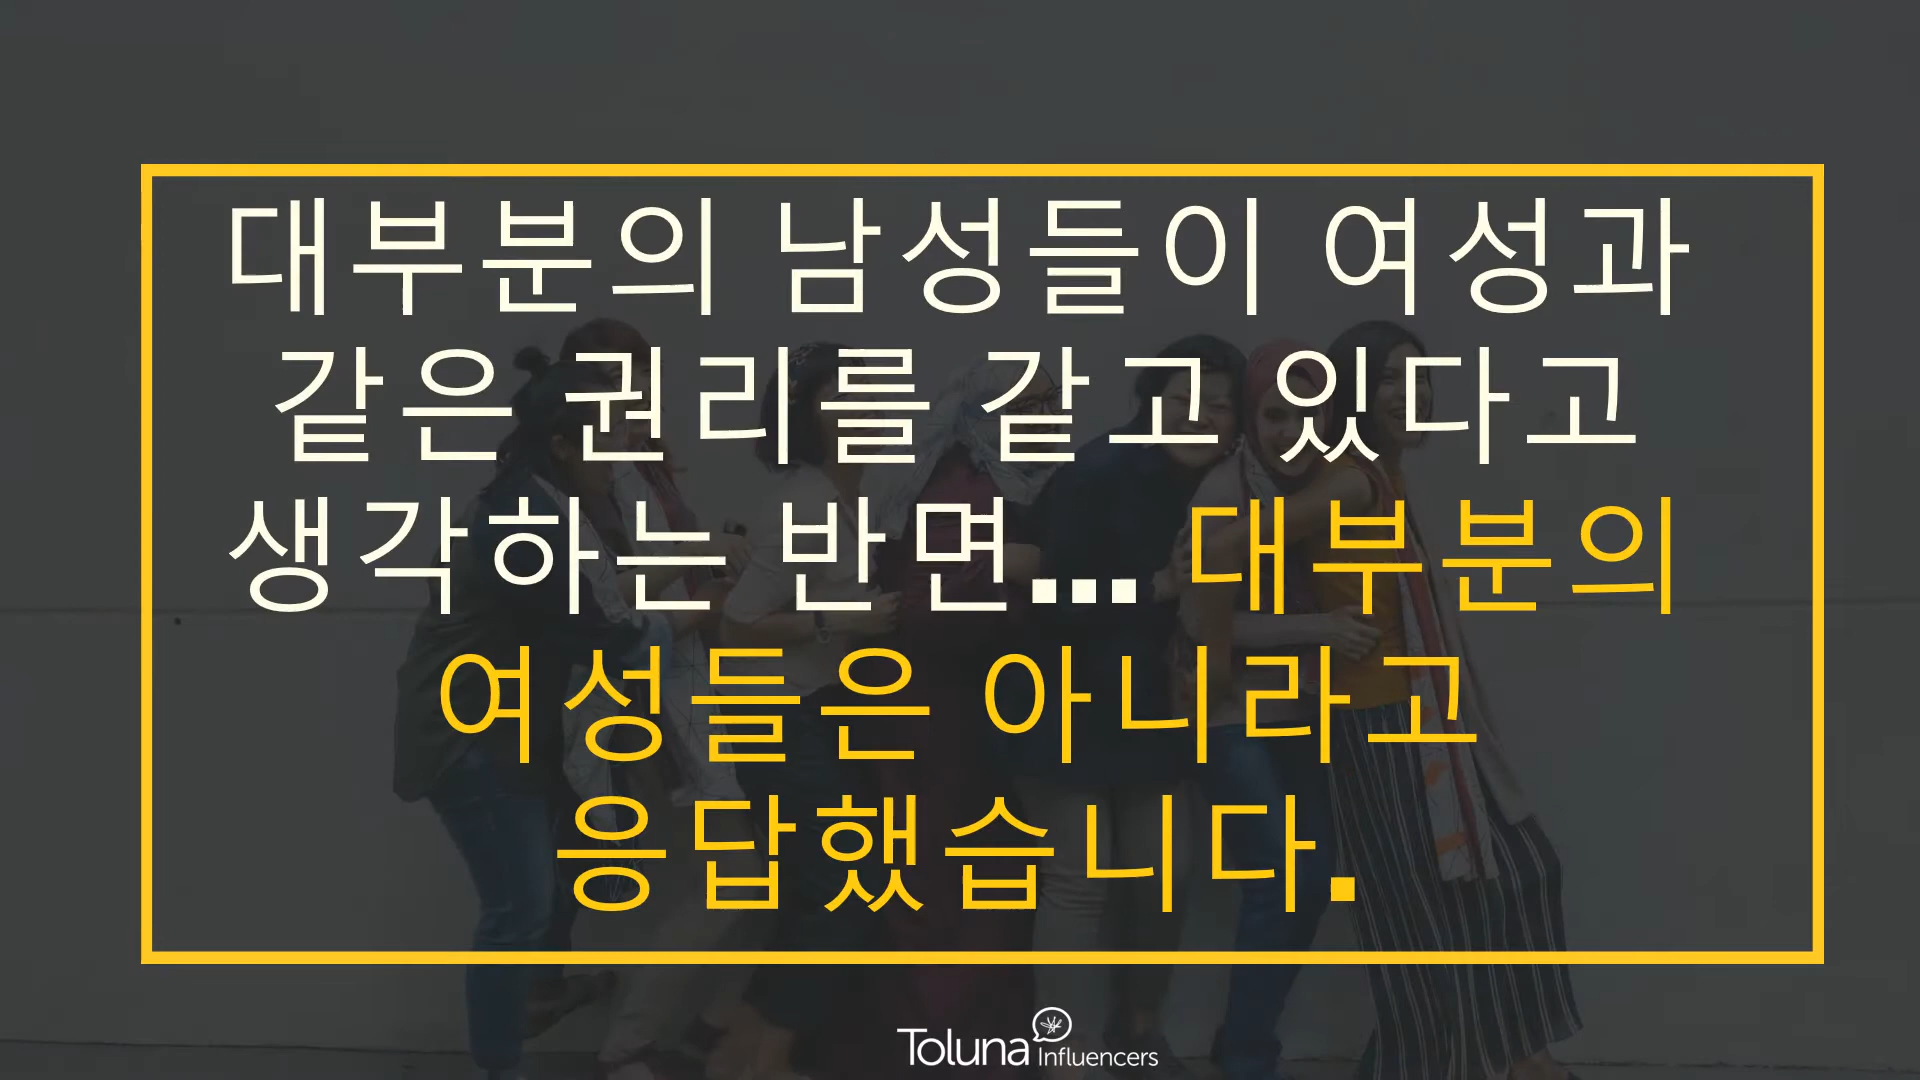 대부분의 남성들이 여성과
같은 권리를 같고 있다고
생각하는 반면... 대부분의
여성들은 아니라고
응답했습니다.
Toluna Influencers